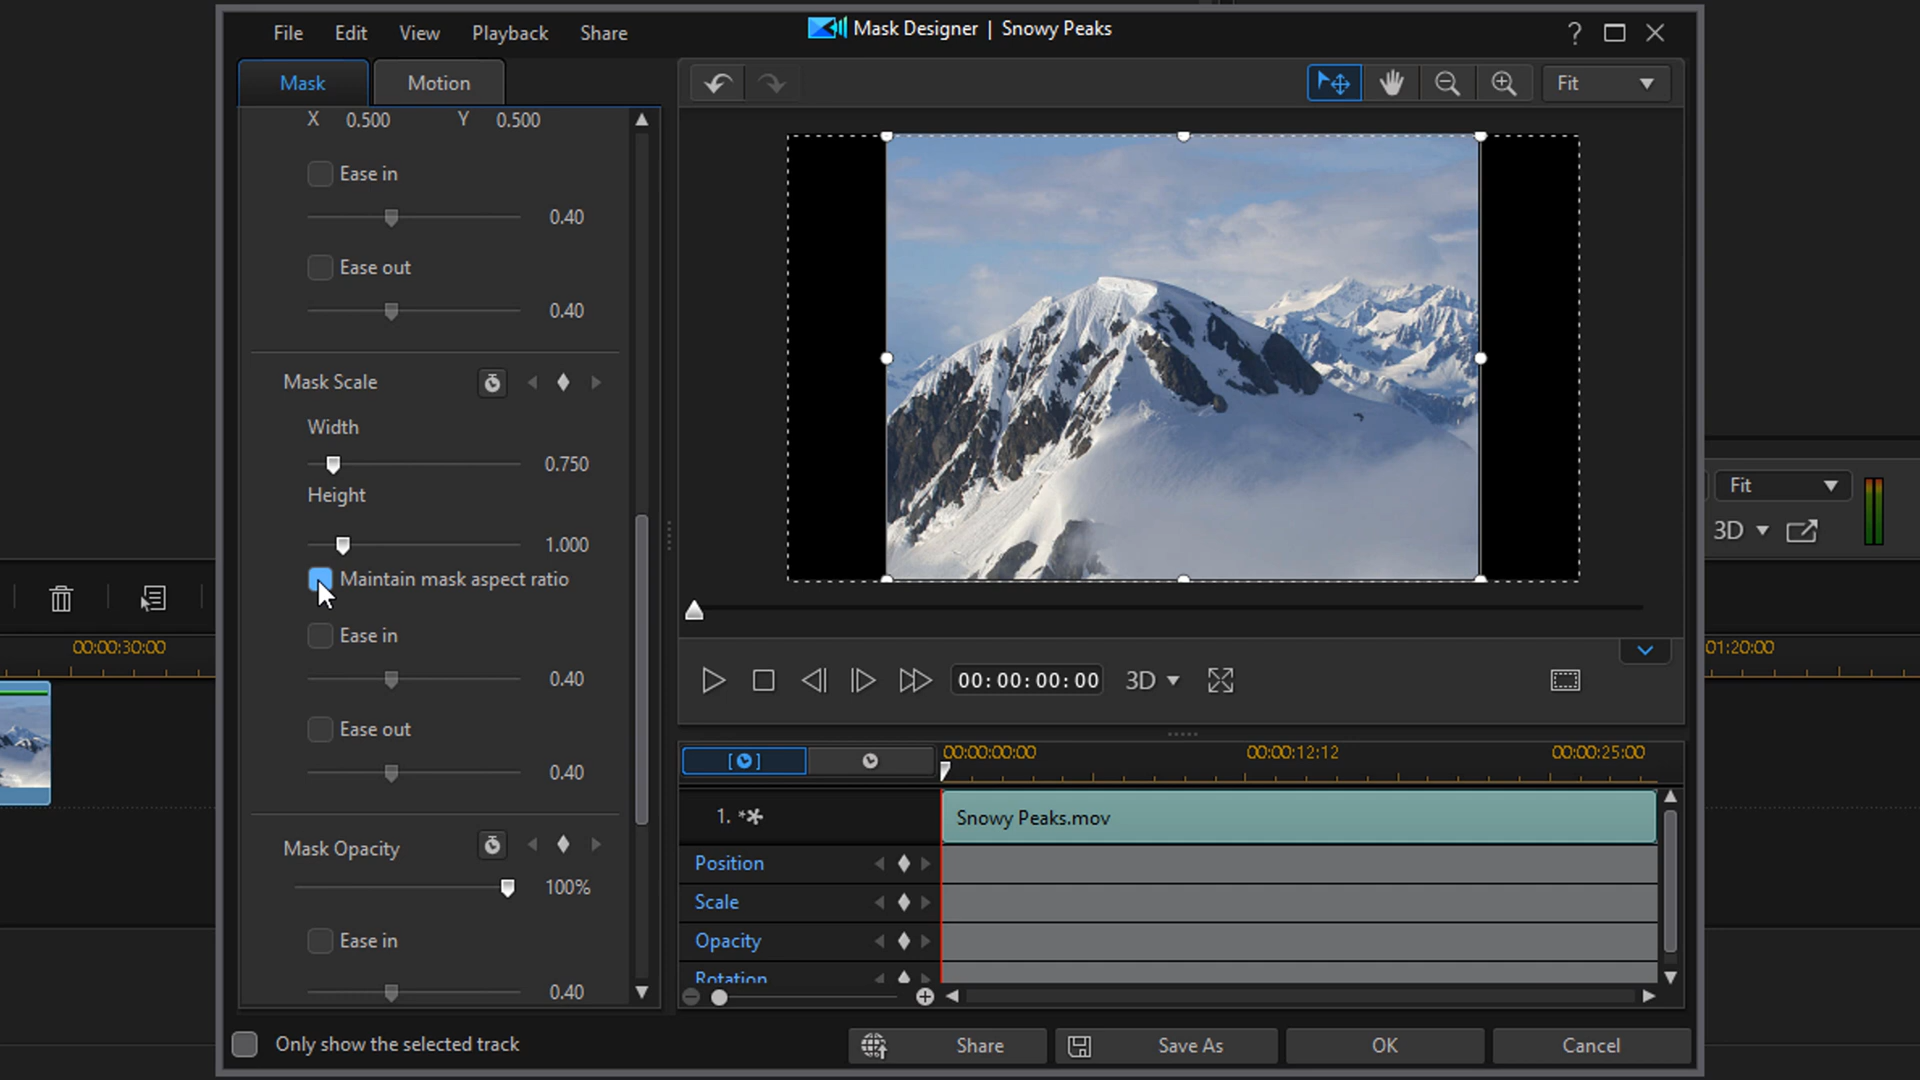 File Edit View Playback Share
Mask Designer | Snowy Peaks
?
Mask Motion
Fit
X 0.500 Y 0.500
Ease in
0.40
Ease out
0.40
Mask Scale
Width
0.750
Height
1.000
Maintain mask aspect ratio
Ease in
0.40
Ease out
0.40
Mask Opacity
100%
Ease in
0.40
00:00:00:00 3D
00:00:00:00 00:00:12:12 00:00:25:00
1.
Snowy Peaks.mov
Position
Scale
Opacity
Rotation
Only show the selected track
Share Save As OK Cancel
Fit
3D
00:00:30:00
01:20:00